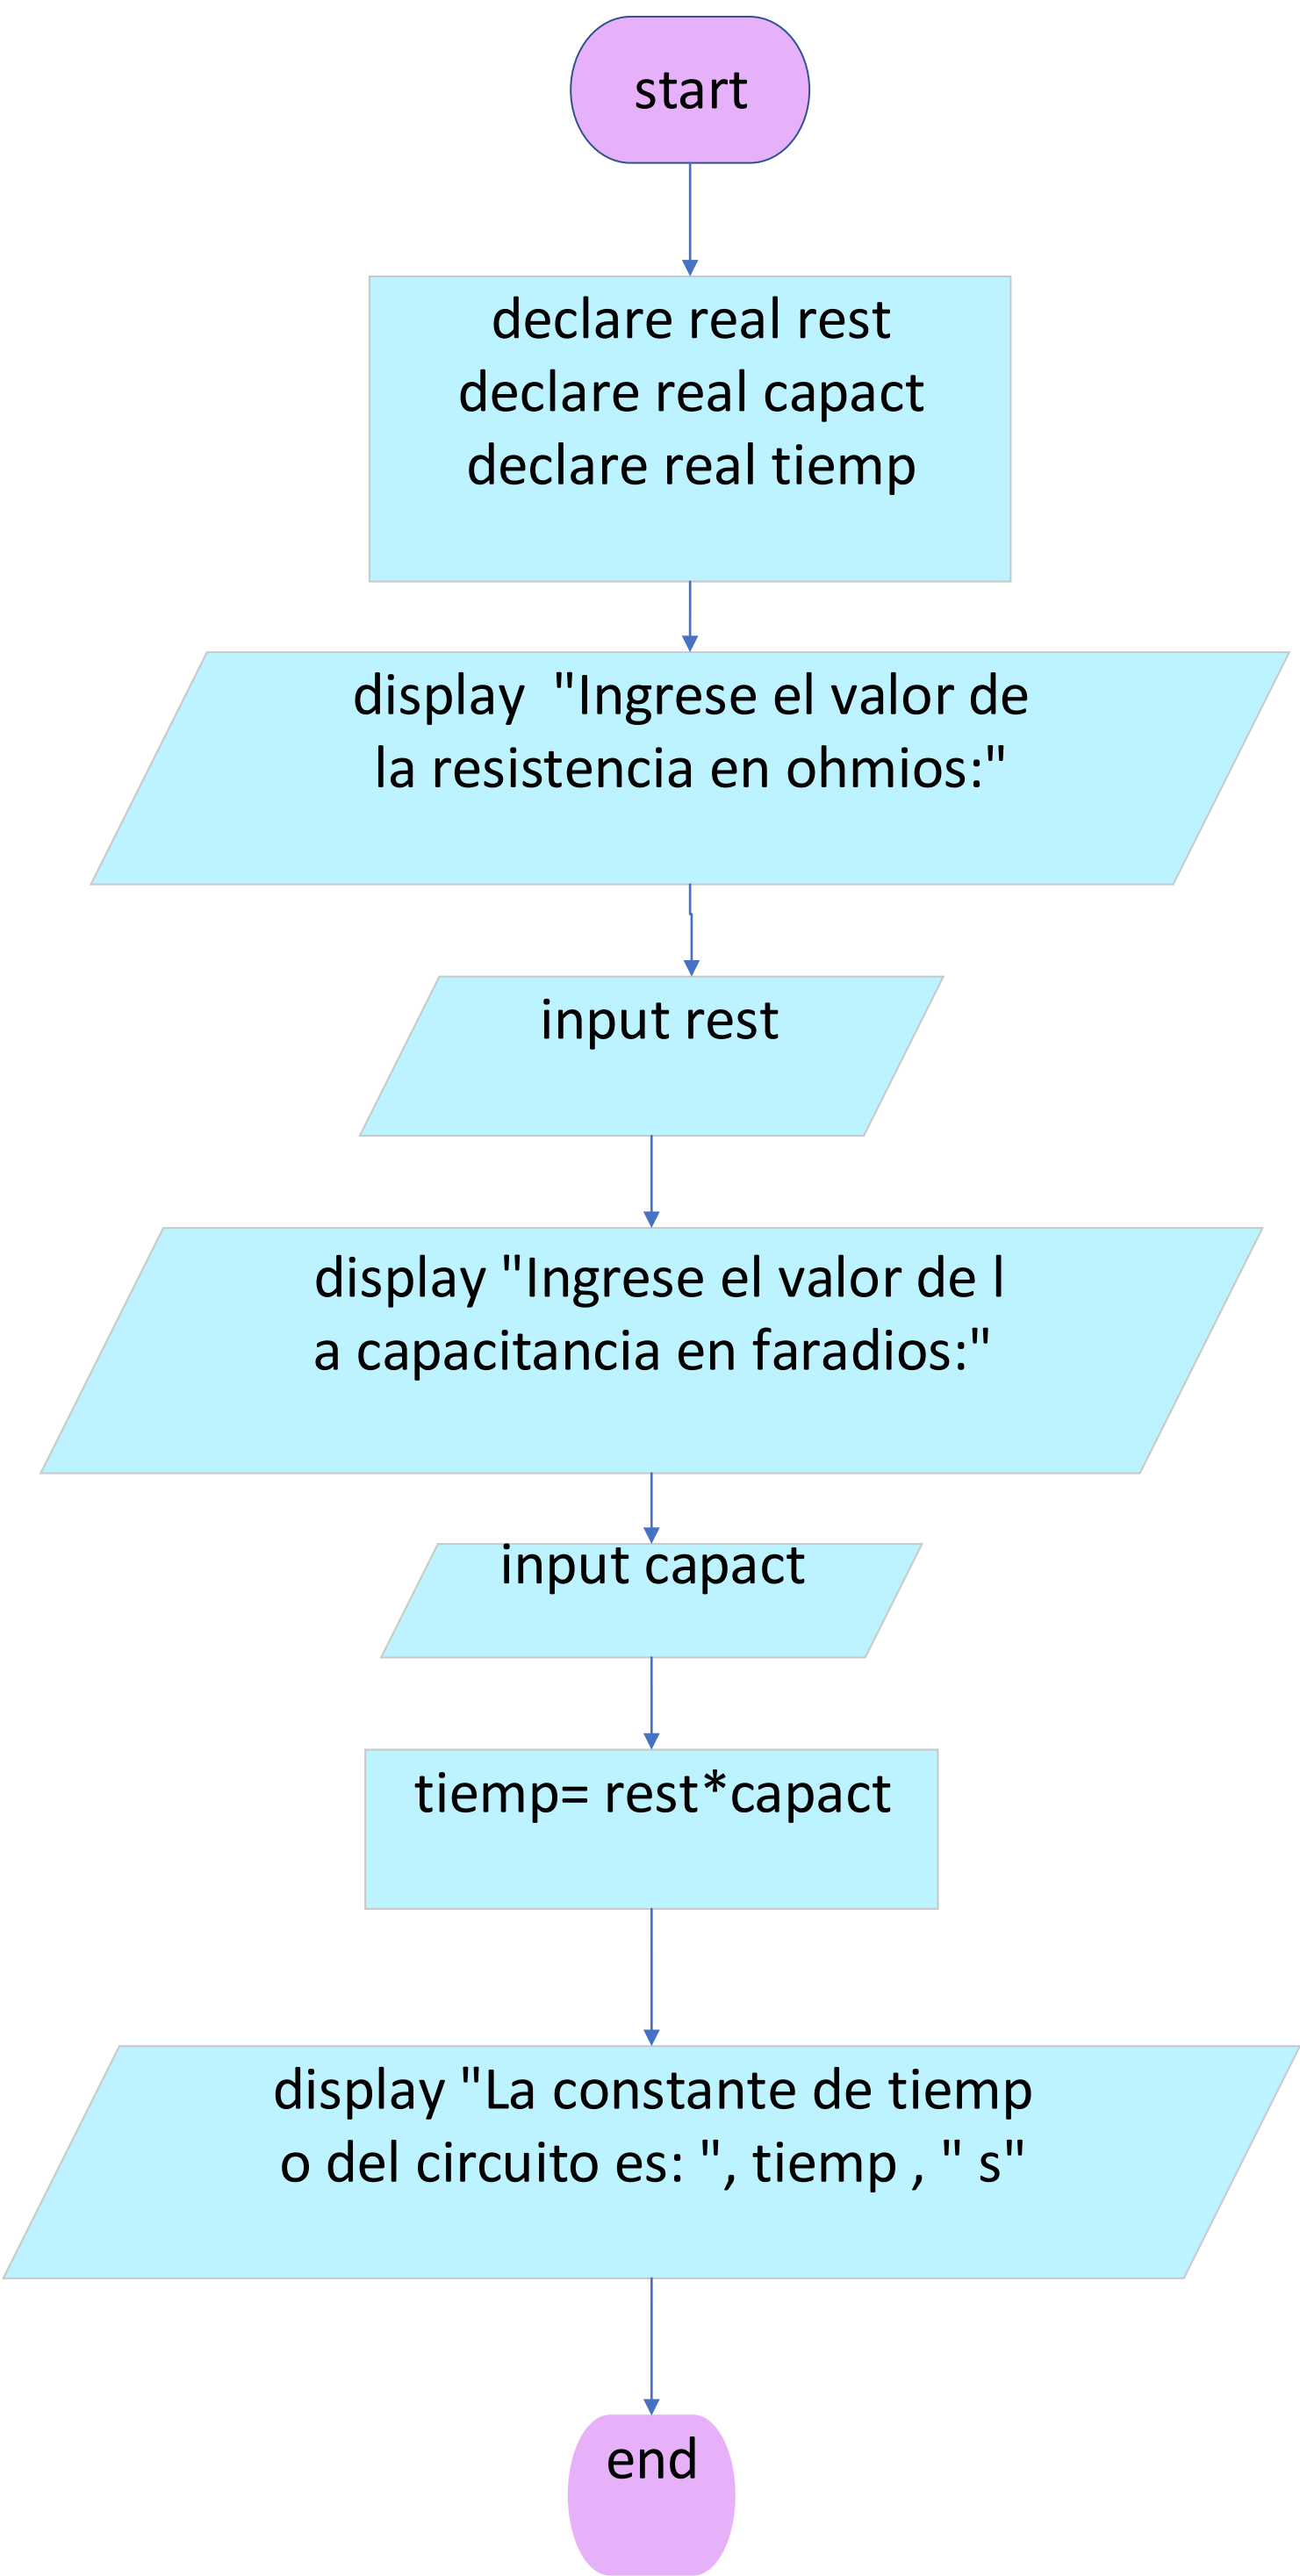 start
declare real rest
declare real capact
declare real tiemp
display  "Ingrese el valor de
la resistencia en ohmios:"
input rest
display "Ingrese el valor de l
a capacitancia en faradios:"
input capact
tiemp= rest*capact
display "La constante de tiemp
o del circuito es: ", tiemp , " s"
end